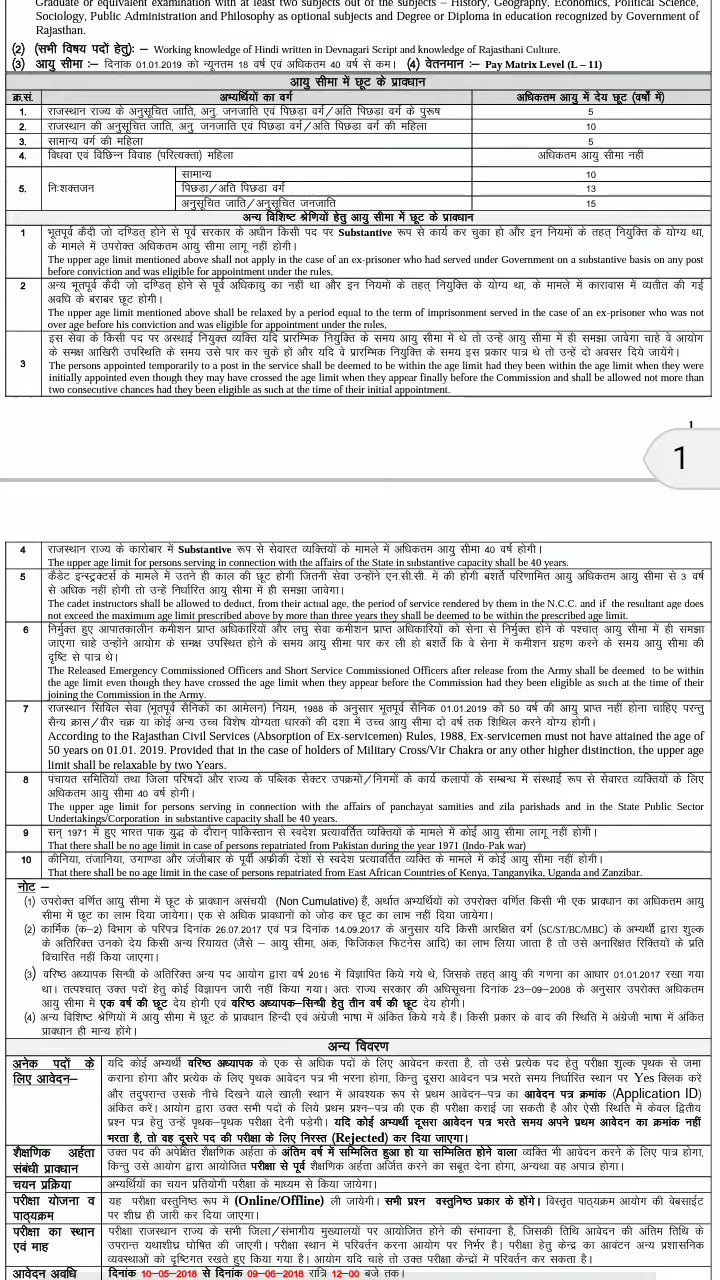 Graduate or equivalent examination with at least two subjects out of the subjects – History, Geography, Economics, Political Science,
Sociology, Public Administration and Philosophy as optional subjects and Degree or Diploma in education recognized by Government of
Rajasthan.
(2) (सभी विषय पदों हेतु): – Working knowledge of Hindi written in Devnagari Script and knowledge of Rajasthani Culture.
(3) आयु सीमा :– दिनांक 01.01.2019 को न्यूनतम 18 वर्ष एवं अधिकतम 40 वर्ष से कम। (4) वेतनमान :– Pay Matrix Level (L – 11)
आयु सीमा में छूट के प्रावधान
क्र.सं. अभ्यर्थियों का वर्ग अधिकतम आयु में देय छूट (वर्षों में)
1. राजस्थान राज्य के अनुसूचित जाति, अनु. जनजाति एवं पिछड़ा वर्ग/अति पिछड़ा वर्ग के पुरूष 5
2. राजस्थान की अनुसूचित जाति, अनु. जनजाति एवं पिछड़ा वर्ग/अति पिछड़ा वर्ग की महिला 10
3. सामान्य वर्ग की महिला 5
4. विधवा एवं विछिन्न विवाह (परित्यक्ता) महिला अधिकतम आयु सीमा नहीं
सामान्य 10
5. निःशक्तजन पिछड़ा/अति पिछड़ा वर्ग 13
अनुसूचित जाति/अनुसूचित जनजाति 15
अन्य विशिष्ट श्रेणियों हेतु आयु सीमा में छूट के प्रावधान
1 भूतपूर्व कैदी जो दण्डित् होने से पूर्व सरकार के अधीन किसी पद पर Substantive रूप से कार्य कर चुका हो और इन नियमों के तहत् नियुक्ति के योग्य था,
के मामले में उपरोक्त अधिकतम आयु सीमा लागू नहीं होगी।
The upper age limit mentioned above shall not apply in the case of an ex-prisoner who had served under Government on a substantive basis on any post
before conviction and was eligible for appointment under the rules,
2 अन्य भूतपूर्व कैदी जो दण्डित् होने से पूर्व अधिकायु का नहीं था और इन नियमों के तहत् नियुक्ति के योग्य था, के मामले में कारावास में व्यतीत की गई
अवधि के बराबर छूट होगी।
The upper age limit mentioned above shall be relaxed by a period equal to the term of imprisonment served in the case of an ex-prisoner who was not
over age before his conviction and was eligible for appointment under the rules,
इस सेवा के किसी पद पर अस्थाई नियुक्त व्यक्ति यदि प्रारम्भिक नियुक्ति के समय आयु सीमा में थे तो उन्हें आयु सीमा में ही समझा जावेगा चाहे वे आयोग
के समक्ष आखिरी उपस्थिति के समय उसे पार कर चुके हों और यदि वे प्रारम्भिक नियुक्ति के समय इस प्रकार पात्र थे तो उन्हें दो अवसर दिये जायेंगे।
3 The persons appointed temporarily to a post in the service shall be deemed to be within the age limit had they been within the age limit when they were
initially appointed even though they may have crossed the age limit when they appear finally before the Commission and shall be allowed not more than
two consecutive chances had they been eligible as such at the time of their initial appointment.
1
1
4 राजस्थान राज्य के कारोबार में Substantive रूप से सेवारत व्यक्तियों के मामले में अधिकतम आयु सीमा 40 वर्ष होगी।
The upper age limit for persons serving in connection with the affairs of the State in substantive capacity shall be 40 years.
5 कैडेट इन्स्ट्रक्टर्स के मामले में उतने ही काल की छूट होगी जितनी सेवा उन्होंने एन.सी.सी. में की होगी बशर्ते परिणामित आयु अधिकतम आयु सीमा से 3 वर्ष
से अधिक नहीं होगी तो उन्हें निर्धारित आयु सीमा में ही समझा जावेगा।
The cadet instructors shall be allowed to deduct, from their actual age, the period of service rendered by them in the N.C.C. and if the resultant age does
not exceed the maximum age limit prescribed above by more than three years they shall be deemed to be within the prescribed age limit.
6 निर्मुक्त हुए आपातकालीन कमीशन प्राप्त अधिकारियों और लघु सेवा कमीशन प्राप्त अधिकारियों को सेना से निर्मुक्त होने के पश्चात् आयु सीमा में ही समझा
जाएगा चाहे उन्होंने आयोग के समक्ष उपस्थित होने के समय आयु सीमा पार कर ली हो बशर्ते कि वे सेना में कमीशन ग्रहण करने के समय आयु सीमा की
दृष्टि से पात्र थे।
The Released Emergency Commissioned Officers and Short Service Commissioned Officers after release from the Army shall be deemed to be within
the age limit even though they have crossed the age limit when they appear before the Commission had they been eligible as such at the time of their
joining the Commission in the Army.
7 राजस्थान सिविल सेवा (भूतपूर्व सैनिकों का आमेलन) नियम, 1988 के अनुसार भूतपूर्व सैनिक 01.01.2019 को 50 वर्ष की आयु प्राप्त नहीं होना चाहिए परन्तु
सैन्य क्रास/वीर चक्र या कोई अन्य उच्च विशेष योग्यता धारकों की दशा में उच्च आयु सीमा दो वर्ष तक शिथिल करने योग्य होगी।
According to the Rajasthan Civil Services (Absorption of Ex-servicemen) Rules, 1988, Ex-servicemen must not have attained the age of
50 years on 01.01. 2019. Provided that in the case of holders of Military Cross/Vir Chakra or any other higher distinction, the upper age
limit shall be relaxable by two Years.
8 पंचायत समितियों तथा जिला परिषदों और राज्य के पब्लिक सेक्टर उपक्रमों/निगमों के कार्य कलापों के सम्बन्ध में संस्थाई रूप से सेवारत व्यक्तियों के लिए
अधिकतम आयु सीमा 40 वर्ष होगी।
The upper age limit for persons serving in connection with the affairs of panchayat samities and zila parishads and in the State Public Sector
Undertakings/Corporation in substantive capacity shall be 40 years.
9 सन् 1971 में हुए भारत पाक युद्ध के दौरान् पाकिस्तान से स्वदेश प्रत्यावर्तित व्यक्तियों के मामले में कोई आयु सीमा लागू नहीं होगी।
That there shall be no age limit in case of persons repatriated from Pakistan during the year 1971 (Indo-Pak war)
10 कीनिया, तंजानिया, उगाण्डा और जंजीबार के पूर्वी अफ्रीकी देशों से स्वदेश प्रत्यावर्तित व्यक्ति के मामले में कोई आयु सीमा नहीं होगी।
That there shall be no age limit in the case of persons repatriated from East African Countries of Kenya, Tanganyika, Uganda and Zanzibar.
नोट –
(1) उपरोक्त वर्णित आयु सीमा में छूट के प्रावधान असंचयी (Non Cumulative) हैं, अर्थात अभ्यर्थियों को उपरोक्त वर्णित किसी भी एक प्रावधान का अधिकतम आयु
सीमा में छूट का लाभ दिया जायेगा। एक से अधिक प्रावधानों को जोड़ कर छूट का लाभ नहीं दिया जायेगा।
(2) कार्मिक (क–2) विभाग के परिपत्र दिनांक 26.07.2017 एवं पत्र दिनांक 14.09.2017 के अनुसार यदि किसी आरक्षित वर्ग (SC/ST/BC/MBC) के अभ्यर्थी द्वारा शुल्क
के अतिरिक्त उनको देय किसी अन्य रियायत (जैसे – आयु सीमा, अंक, फिजिकल फिटनेस आदि) का लाभ लिया जाता है तो उसे अनारक्षित रिक्तियों के प्रति
विचारित नहीं किया जाएगा।
(3) वरिष्ठ अध्यापक सिन्धी के अतिरिक्त अन्य पद आयोग द्वारा वर्ष 2016 में विज्ञापित किये गये थे, जिसके तहत् आयु की गणना का आधार 01.01.2017 रखा गया
था। तत्पश्चात् उक्त पदों हेतु कोई विज्ञापन जारी नहीं किया गया। अतः राज्य सरकार की अधिसूचना दिनांक 23–09–2008 के अनुसार उपरोक्त अधिकतम
आयु सीमा में एक वर्ष की छूट देय होगी एवं वरिष्ठ अध्यापक–सिन्धी हेतु तीन वर्ष की छूट देय होगी।
(4) अन्य विशिष्ट श्रेणियों में आयु सीमा में छूट के प्रावधान हिन्दी एवं अंग्रेजी भाषा में अंकित किये गये हैं। किसी प्रकार के वाद की स्थिति में अंग्रेजी भाषा में अंकित
प्रावधान ही मान्य होंगे।
अन्य विवरण
अनेक पदों के यदि कोई अभ्यर्थी वरिष्ठ अध्यापक के एक से अधिक पदों के लिए आवेदन करता है, तो उसे प्रत्येक पद हेतु परीक्षा शुल्क पृथक से जमा
लिए आवेदन– कराना होगा और प्रत्येक के लिए पृथक आवेदन पत्र भी भरना होगा, किन्तु दूसरा आवेदन पत्र भरते समय निर्धारित स्थान पर Yes क्लिक करें
और तदुपरान्त उसके नीचे दिखने वाले खाली स्थान में आवश्यक रूप से प्रथम आवेदन–पत्र का आवेदन पत्र क्रमांक (Application ID)
अंकित करें। आयोग द्वारा उक्त सभी पदों के लिये प्रथम प्रश्न–पत्र की एक ही परीक्षा कराई जा सकती है और ऐसी स्थिति में केवल द्वितीय
प्रश्न पत्र हेतु उन्हें पृथक–पृथक परीक्षा देनी पड़ेगी। यदि कोई अभ्यर्थी दूसरा आवेदन पत्र भरते समय अपने प्रथम आवेदन का क्रमांक नहीं
भरता है, तो वह दूसरे पद की परीक्षा के लिए निरस्त (Rejected) कर दिया जाएगा।
शैक्षणिक अर्हता उक्त पद की अपेक्षित शैक्षणिक अर्हता के अंतिम वर्ष में सम्मिलित हुआ हो या सम्मिलित होने वाला व्यक्ति भी आवेदन करने के लिए पात्र होगा,
संबंधी प्रावधान किन्तु उसे आयोग द्वारा आयोजित परीक्षा से पूर्व शैक्षणिक अर्हता अर्जित करने का सबूत देना होगा, अन्यथा वह अपात्र होगा।
चयन प्रक्रिया अभ्यर्थियों का चयन प्रतियोगी परीक्षा के माध्यम से किया जायेगा।
परीक्षा योजना व यह परीक्षा वस्तुनिष्ठ रूप में (Online/Offline) ली जायेगी। सभी प्रश्न वस्तुनिष्ठ प्रकार के होंगे। विस्तृत पाठ्यक्रम आयोग की वेबसाईट
पाठ्यक्रम पर शीघ्र ही जारी कर दिया जाएगा।
परीक्षा का स्थान परीक्षा राजस्थान राज्य के सभी जिला/संभागीय मुख्यालयों पर आयोजित होने की संभावना है, जिसकी तिथि आवेदन की अंतिम तिथि के
एवं माह उपरान्त यथाशीघ्र घोषित की जाएगी। परीक्षा स्थान में परिवर्तन करना आयोग पर निर्भर है। परीक्षा हेतु केन्द्र का आवंटन अन्य प्रशासनिक
व्यवस्थाओं को दृष्टिगत रखते हुए किया गया है। आयोग यदि चाहे तो उक्त परीक्षा केन्द्रों में परिवर्तन कर सकता है।
आवेदन अवधि दिनांक 10–05–2018 से दिनांक 09–06–2018 रात्रि 12–00 बजे तक।